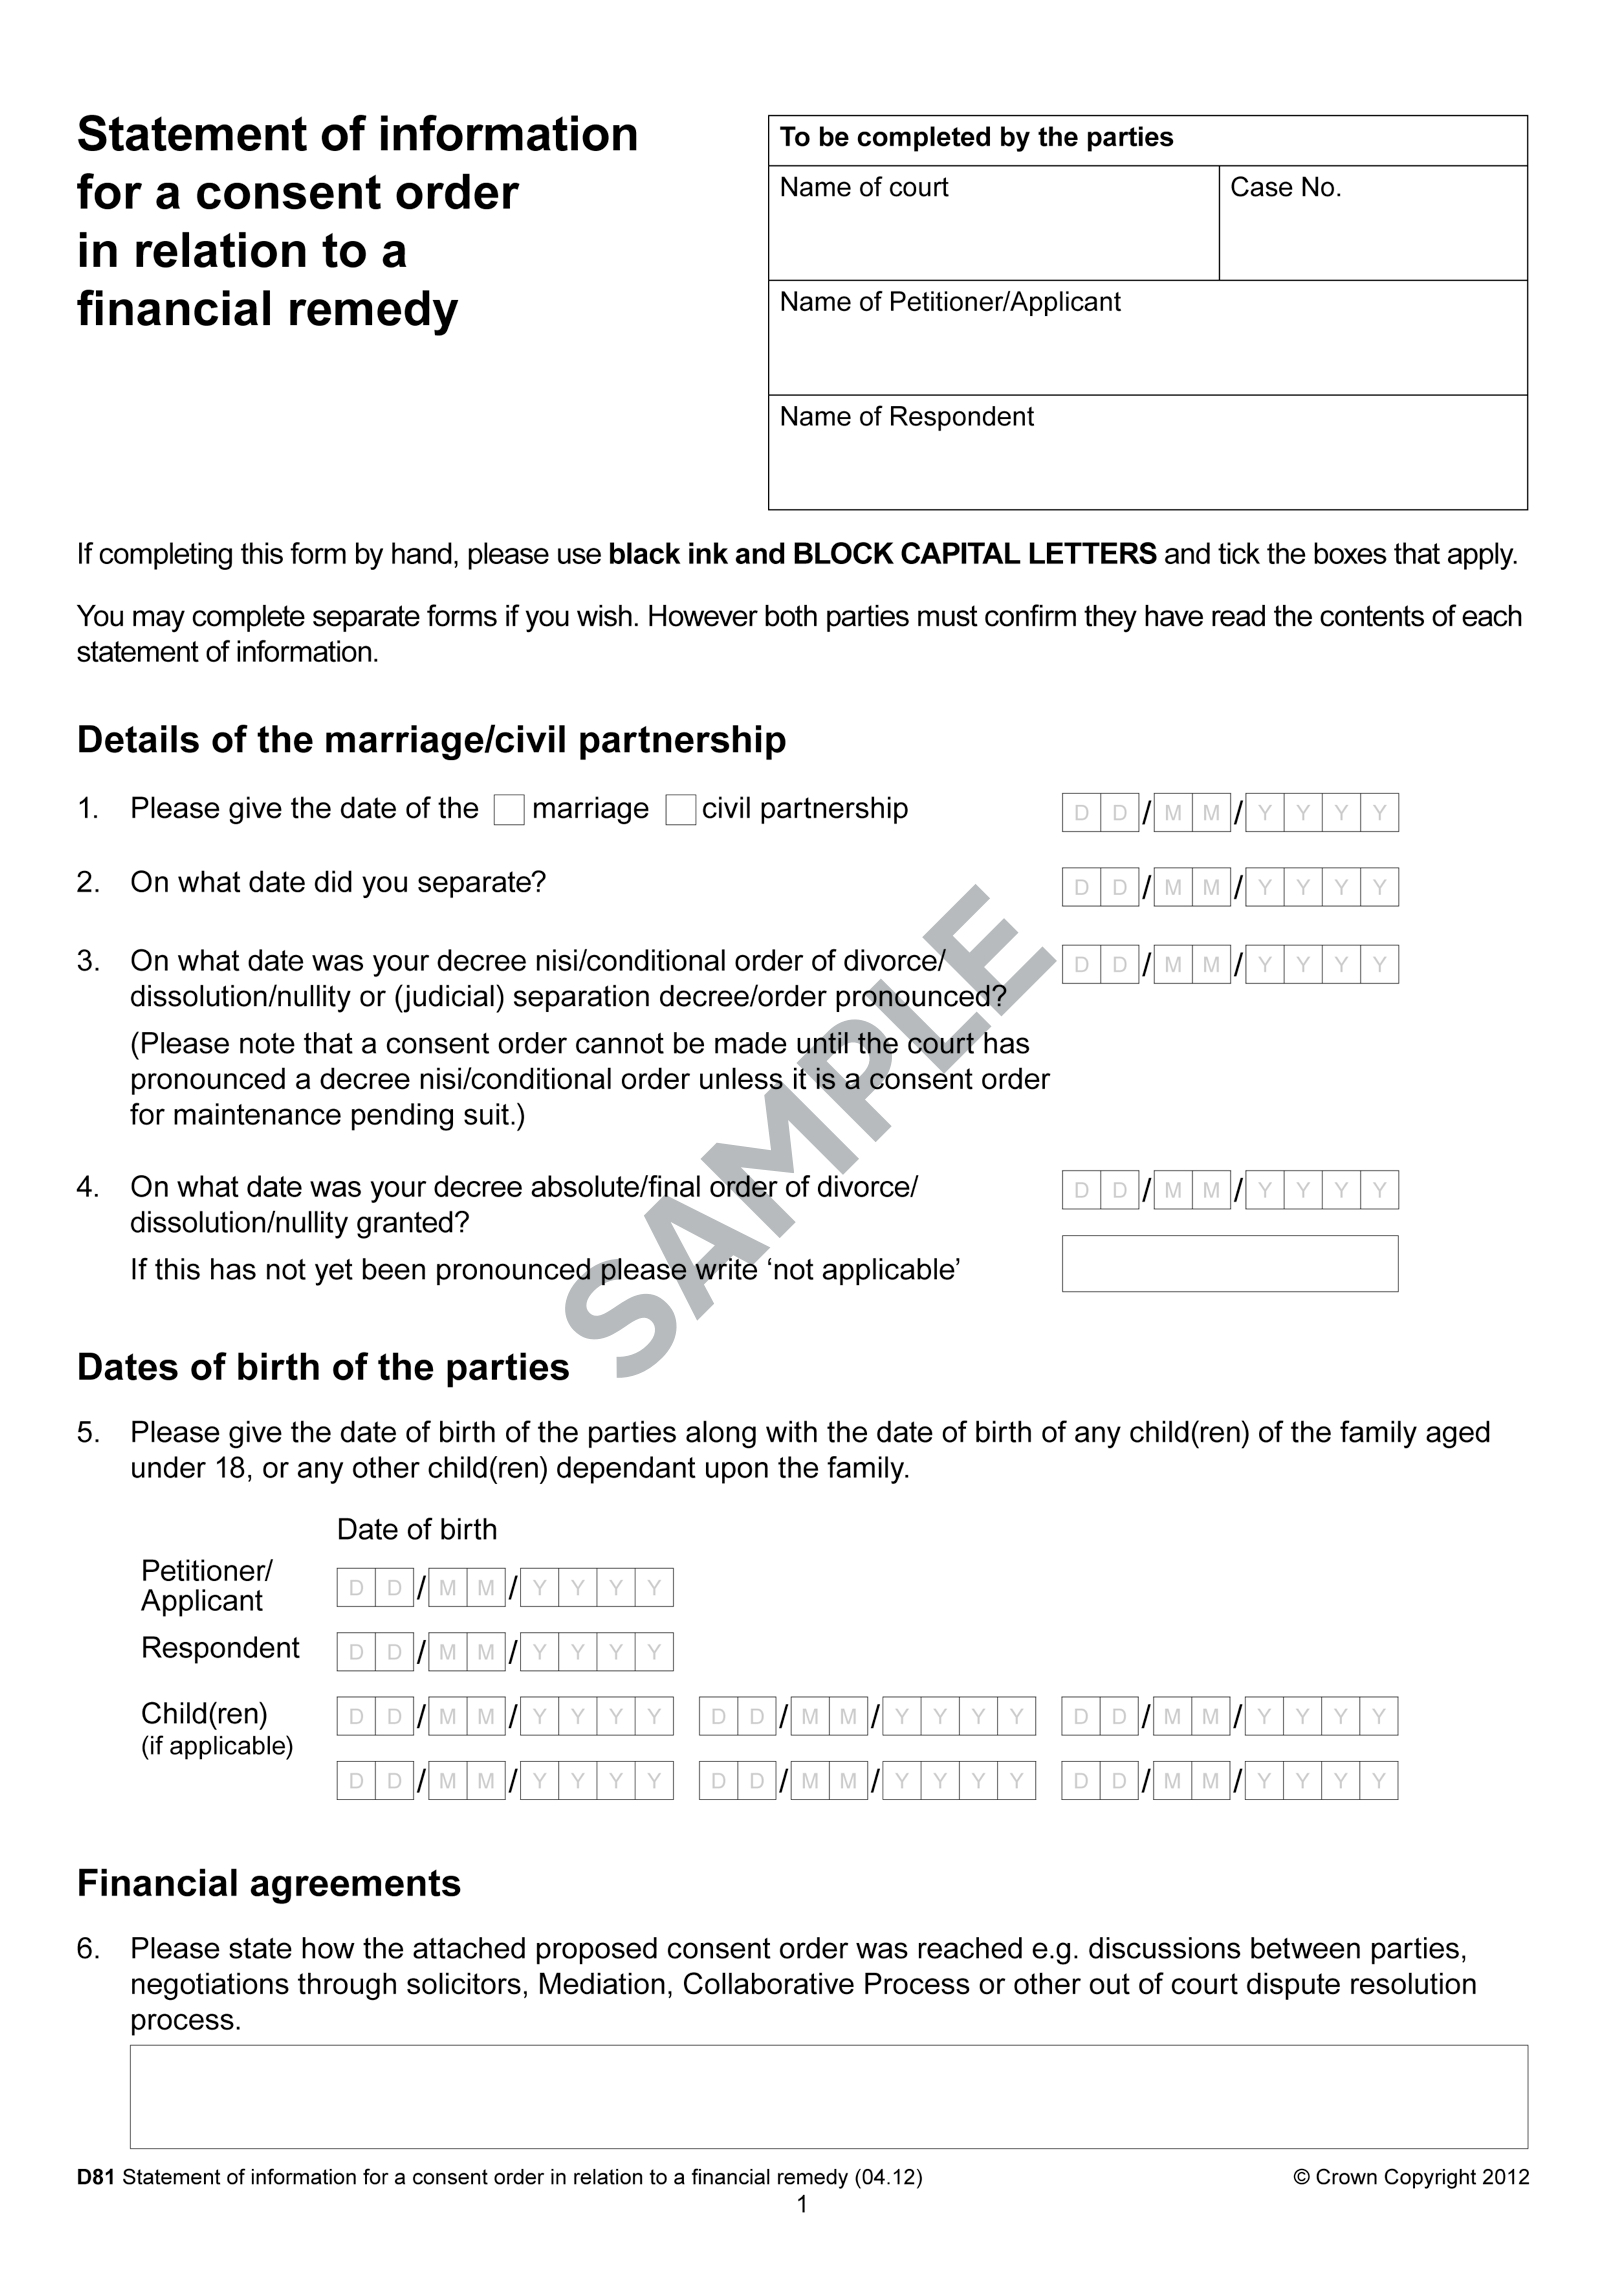 Statement of information
for a consent order
in relation to a
financial remedy
To be completed by the parties
Name of court
Case No.
Name of Petitioner/Applicant
Name of Respondent
If completing this form by hand, please use black ink and BLOCK CAPITAL LETTERS and tick the boxes that apply.
You may complete separate forms if you wish. However both parties must confirm they have read the contents of each
statement of information.
Details of the marriage/civil partnership
1. Please give the date of the marriage civil partnership D D / M M / Y Y Y Y
2. On what date did you separate? D D / M M / Y Y Y Y
3. On what date was your decree nisi/conditional order of divorce/ D D / M M / Y Y Y Y
dissolution/nullity or (judicial) separation decree/order pronounced?
(Please note that a consent order cannot be made until the court has
pronounced a decree nisi/conditional order unless it is a consent order
for maintenance pending suit.)
4. On what date was your decree absolute/final order of divorce/ D D / M M / Y Y Y Y
dissolution/nullity granted?
If this has not yet been pronounced please write ‘not applicable’
SAMPLE
Dates of birth of the parties
5. Please give the date of birth of the parties along with the date of birth of any child(ren) of the family aged
under 18, or any other child(ren) dependant upon the family.
Date of birth
Petitioner/
Applicant
D D / M M / Y Y Y Y
Respondent D D / M M / Y Y Y Y
Child(ren) D D / M M / Y Y Y Y D D / M M / Y Y Y Y D D / M M / Y Y Y Y
(if applicable)
D D / M M / Y Y Y Y D D / M M / Y Y Y Y D D / M M / Y Y Y Y
Financial agreements
6. Please state how the attached proposed consent order was reached e.g. discussions between parties,
negotiations through solicitors, Mediation, Collaborative Process or other out of court dispute resolution
process.
D81 Statement of information for a consent order in relation to a financial remedy (04.12)
© Crown Copyright 2012
1